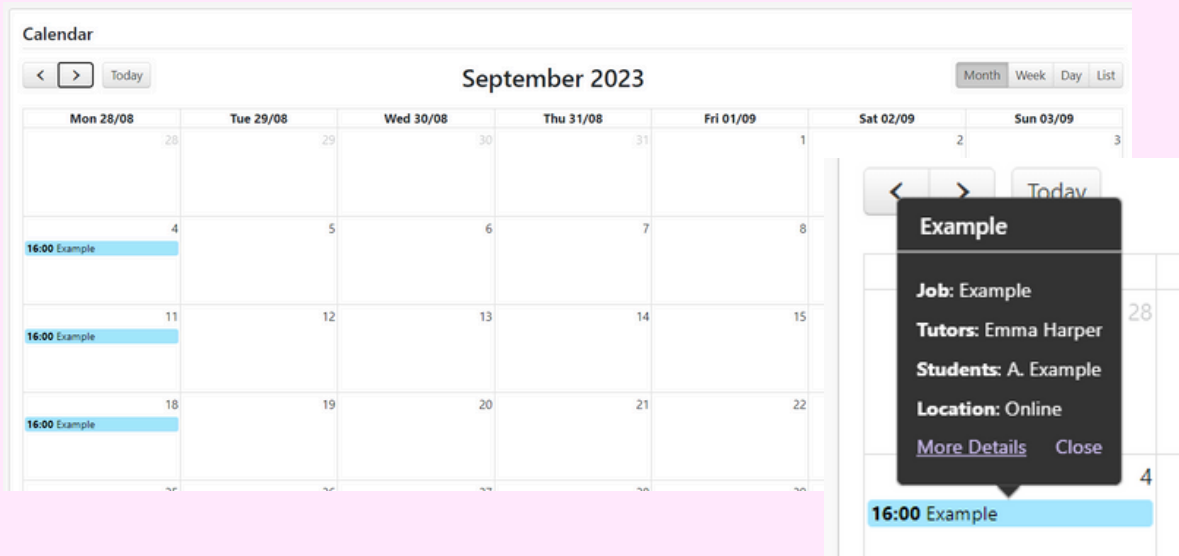 Calendar
< > Today
September 2023
Month Week Day List
Mon 28/08 Tue 29/08 Wed 30/08 Thu 31/08 Fri 01/09 Sat 02/09 Sun 03/09
28 29 30 31 1 2 3
4 5 6 7 8
16:00 Example
11 12 13 14 15
16:00 Example
18 19 20 21 22
16:00 Example
< > Today
Example
Job: Example
28
Tutors: Emma Harper
Students: A. Example
Location: Online
More Details Close
4
16:00 Example